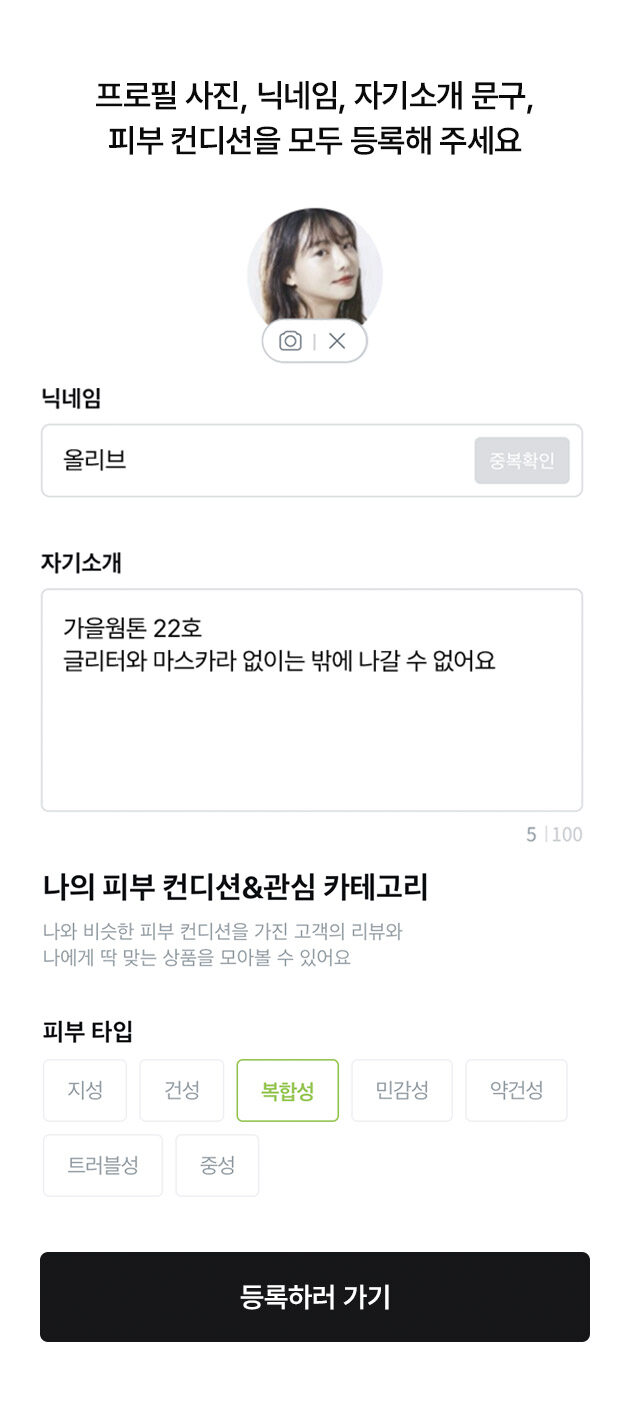 프로필 사진, 닉네임, 자기소개 문구,
피부 컨디션을 모두 등록해 주세요
닉네임
올리브 중복확인
자기소개
가을웜톤 22호
글리터와 마스카라 없이는 밖에 나갈 수 없어요
5 | 100
나의 피부 컨디션&관심 카테고리
나와 비슷한 피부 컨디션을 가진 고객의 리뷰와
나에게 딱 맞는 상품을 모아볼 수 있어요
피부 타입
지성 건성 복합성 민감성 약건성
트러블성 중성
등록하러 가기